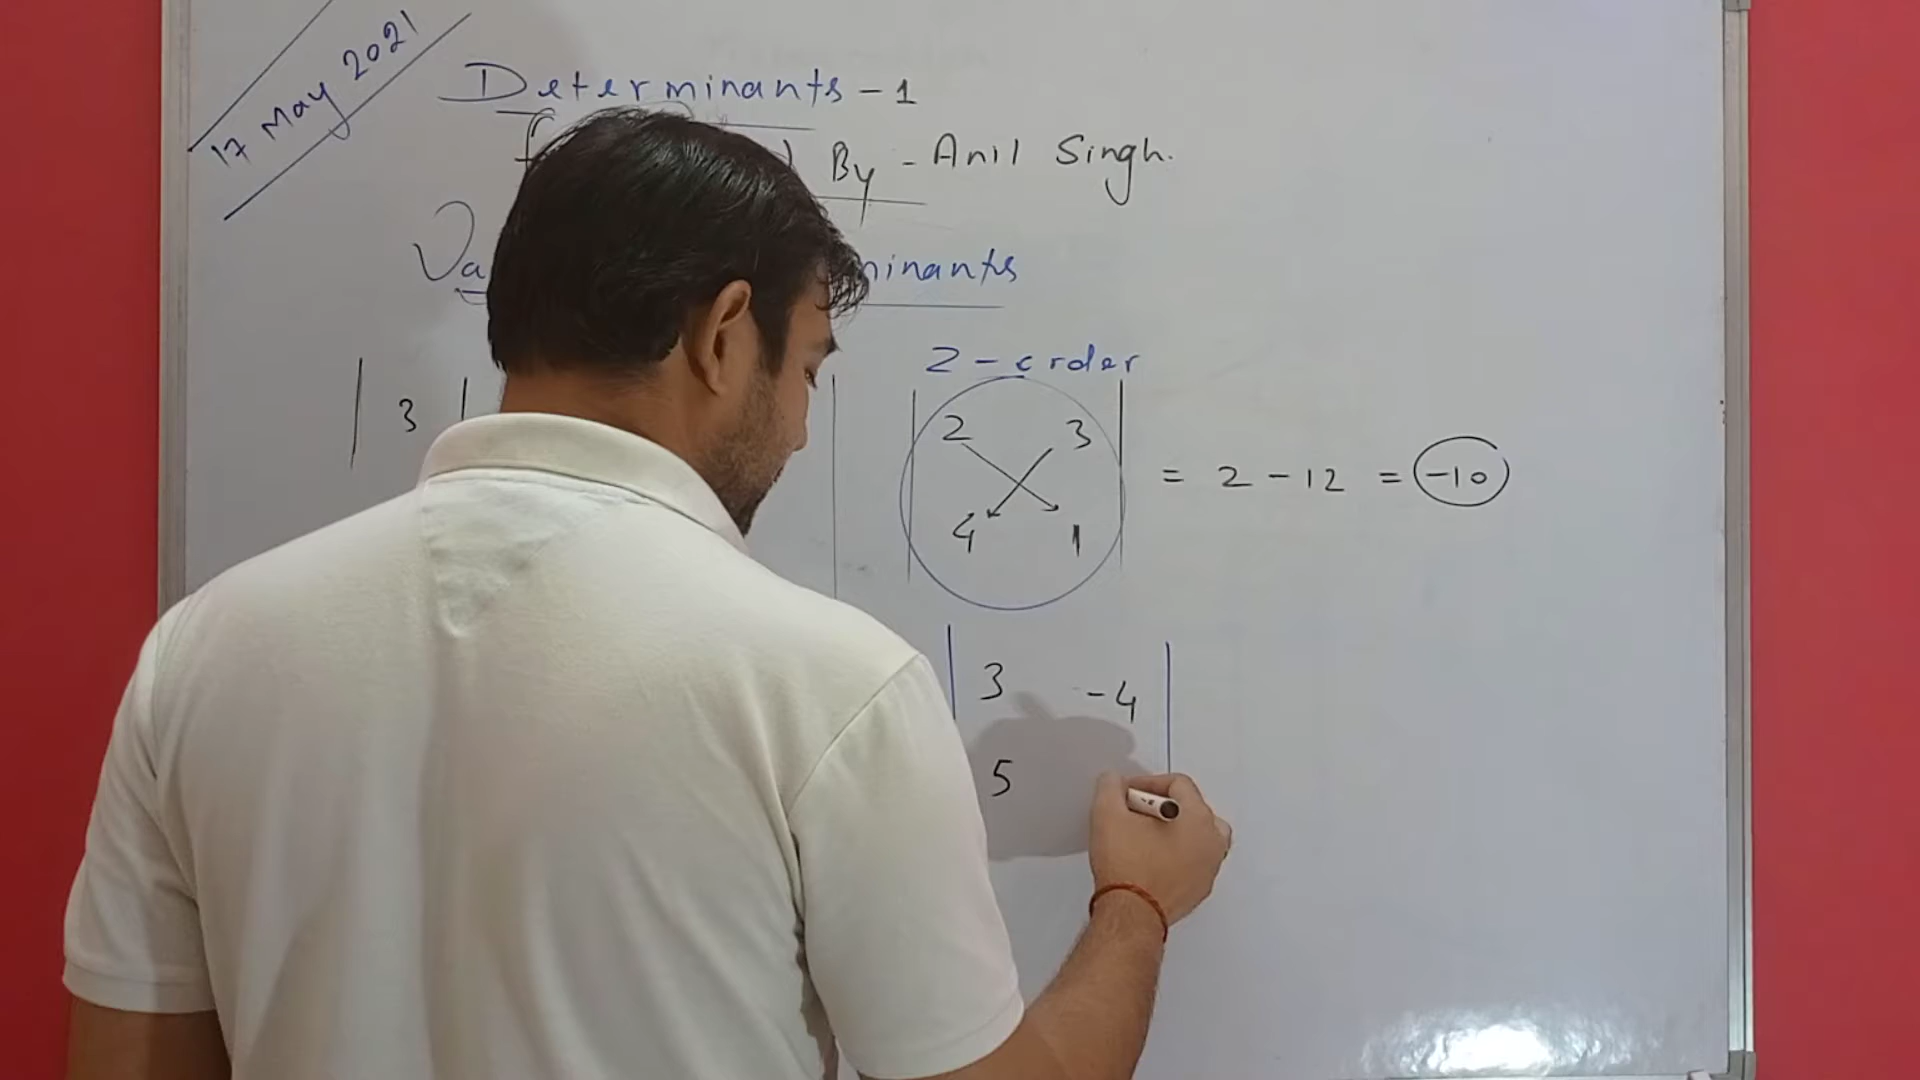 17 May 2021
Determinants - 1
By - Anil Singh.
minants
2 - order
3
2 3
4 1
= 2 - 12 = -10
3 -4
5